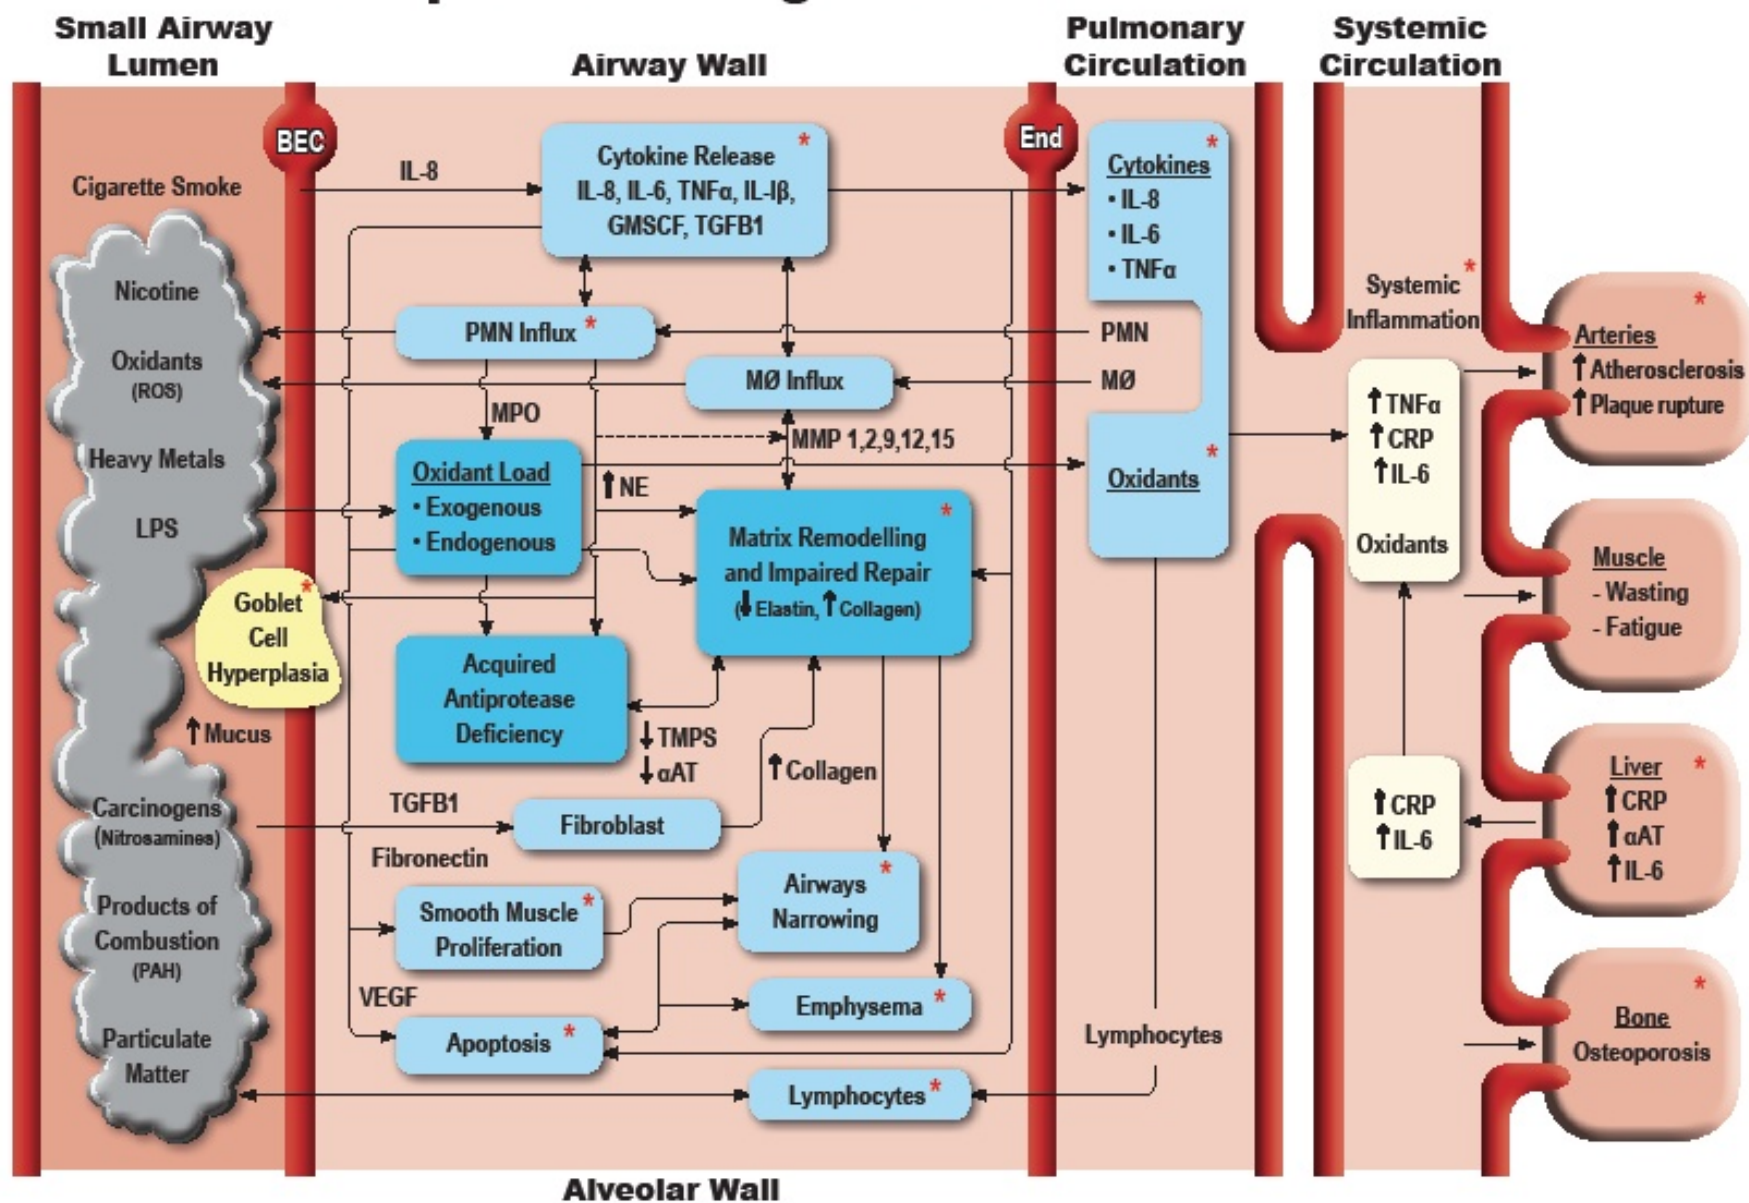 Small Airway
Lumen
Airway Wall
Pulmonary
Circulation
Systemic
Circulation
BEC
End
Cigarette Smoke
Nicotine
Oxidants
(ROS)
Heavy Metals
LPS
Goblet *
Cell
Hyperplasia
↑ Mucus
Carcinogens
(Nitrosamines)
Products of
Combustion
(PAH)
Particulate
Matter
IL-8
Cytokine Release *
IL-8, IL-6, TNFα, IL-Iβ,
GMSCF, TGFB1
PMN Influx *
MØ Influx
MPO
MMP 1,2,9,12,15
Oxidant Load
• Exogenous
• Endogenous
↑ NE
Matrix Remodelling *
and Impaired Repair
(↓ Elastin, ↑ Collagen)
Acquired
Antiprotease
Deficiency
↓ TMPS
↓ αAT
↑ Collagen
TGFB1
Fibroblast
Fibronectin
Smooth Muscle *
Proliferation
Airways *
Narrowing
VEGF
Emphysema *
Apoptosis *
Lymphocytes *
Cytokines *
• IL-8
• IL-6
• TNFα
PMN
MØ
Oxidants *
Lymphocytes
Systemic *
Inflammation
↑ TNFα
↑ CRP
↑ IL-6
Oxidants
↑ CRP
↑ IL-6
Arteries *
↑ Atherosclerosis
↑ Plaque rupture
Muscle
- Wasting
- Fatigue
Liver *
↑ CRP
↑ αAT
↑ IL-6
Bone *
Osteoporosis
Alveolar Wall